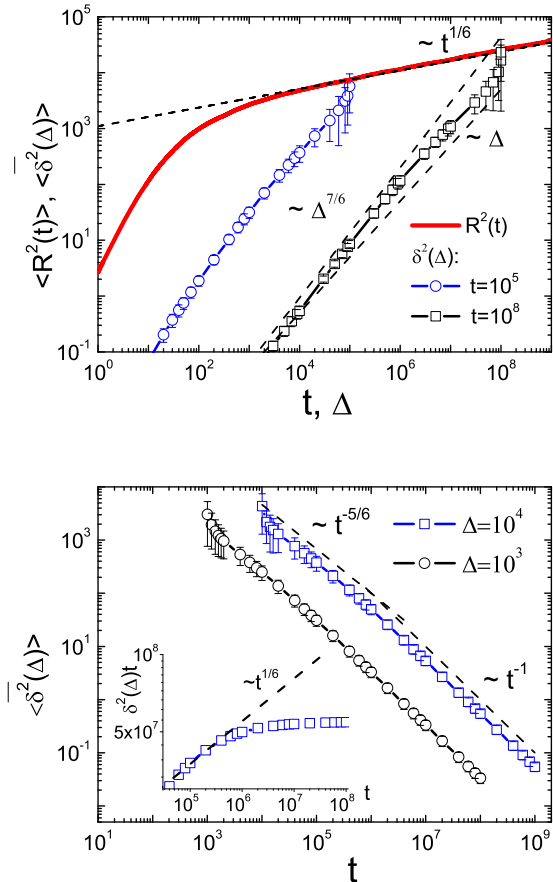 10^5
~ t^{1/6}
10^3
~ Δ
~ Δ^{7/6}
<R^2(t)>, <\overline{δ^2(Δ)}>
10^1
R^2(t)
δ^2(Δ):
t=10^5
t=10^8
10^{-1}
10^0 10^2 10^4 10^6 10^8
t, Δ
~ t^{-5/6}
Δ=10^4
Δ=10^3
10^3
10^1
<\overline{δ^2(Δ)}>
10^8
~t^{1/6}
~ t^{-1}
δ^2(Δ)t
5x10^7
10^{-1}
10^5 10^6 10^7 10^8 t
10^1 10^3 10^5 10^7 10^9
t